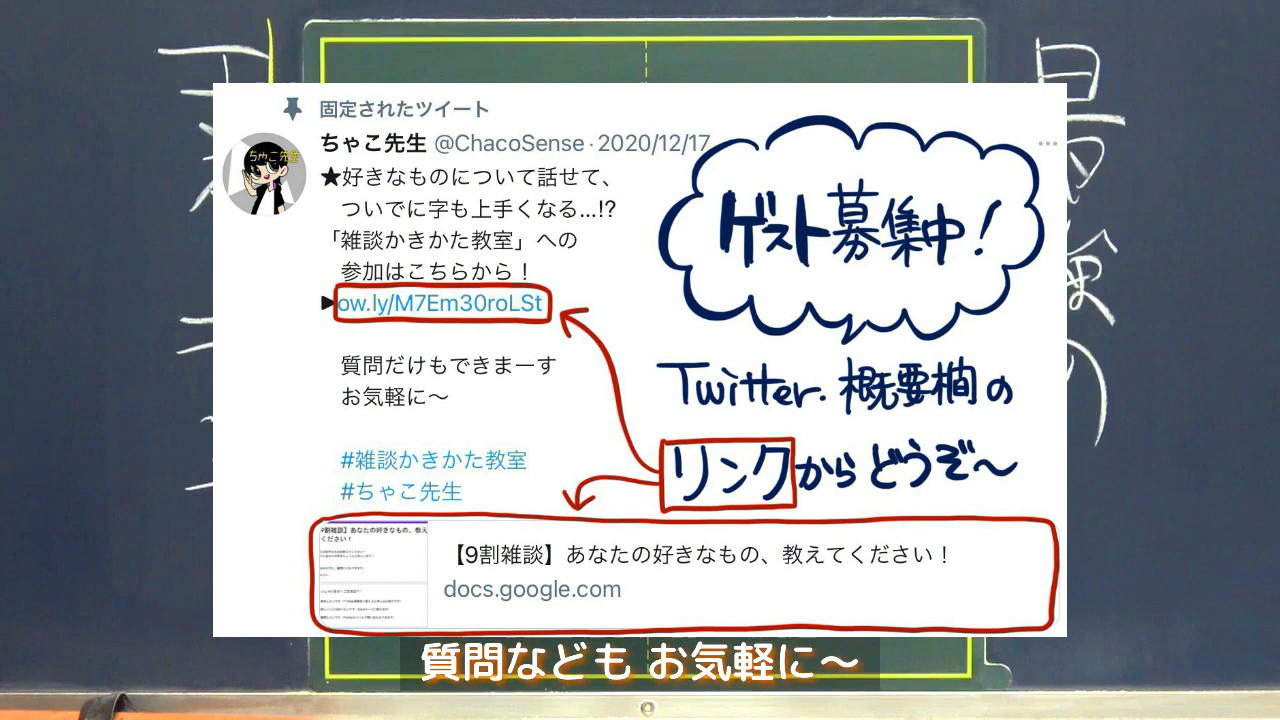 固定されたツイート
ちゃこ先生 @ChacoSense · 2020/12/17
★好きなものについて話せて、
ついでに字も上手くなる...!?
「雑談かきかた教室」への
参加はこちらから！
▶ow.ly/M7Em30roLSt
質問だけもできまーす
お気軽に〜
#雑談かきかた教室
#ちゃこ先生
ちゃこ先生
ゲスト募集中！
Twitter.概要欄の
リンクからどうぞ〜
【9割雑談】あなたの好きなもの、教えてください！
docs.google.com
質問なども お気軽に〜